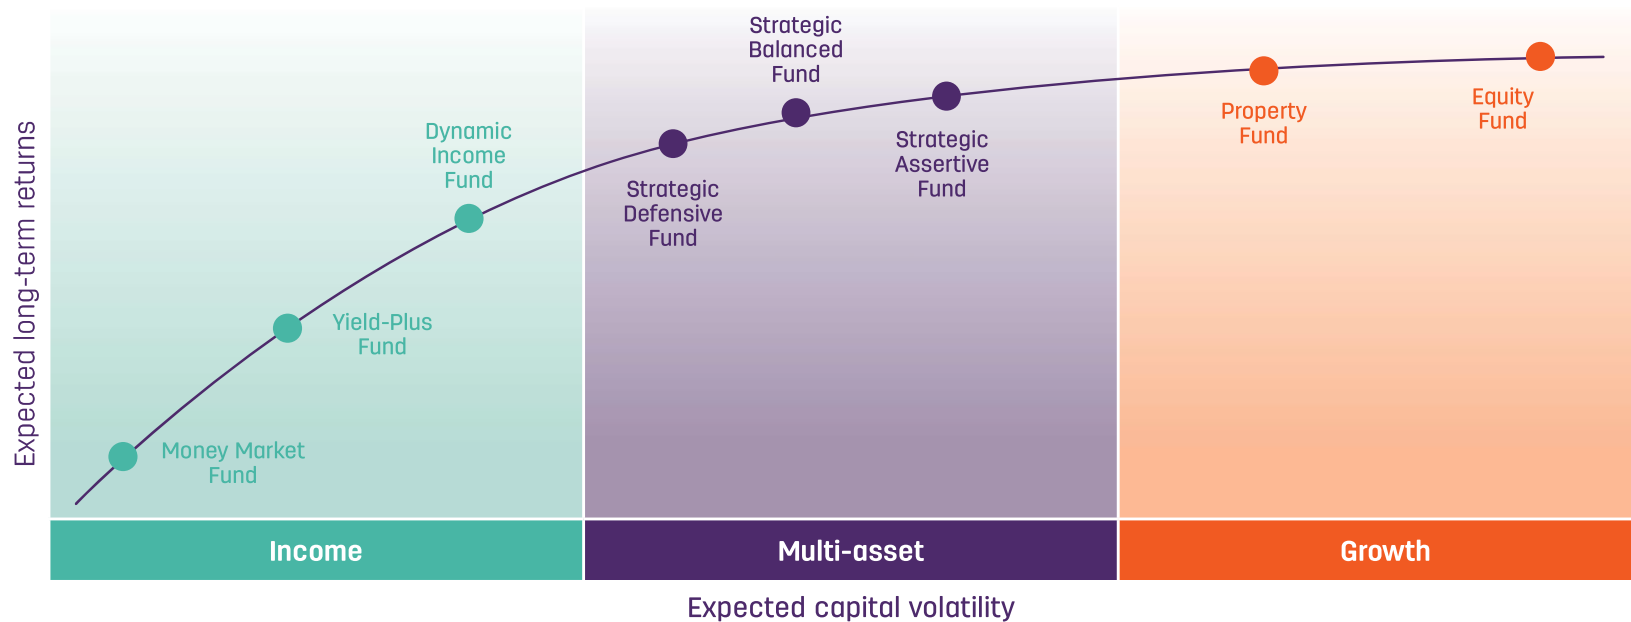 Expected long-term returns
Money Market
Fund
Yield-Plus
Fund
Dynamic
Income
Fund
Strategic
Defensive
Fund
Strategic
Balanced
Fund
Strategic
Assertive
Fund
Property
Fund
Equity
Fund
Income
Multi-asset
Growth
Expected capital volatility